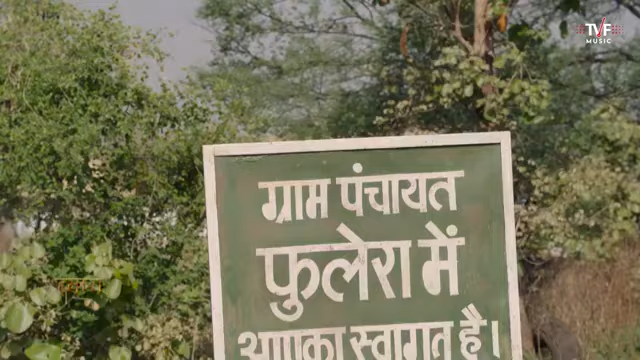 TVF
MUSIC
ग्राम पंचायत
फुलेरा में
आपका स्वागत है।